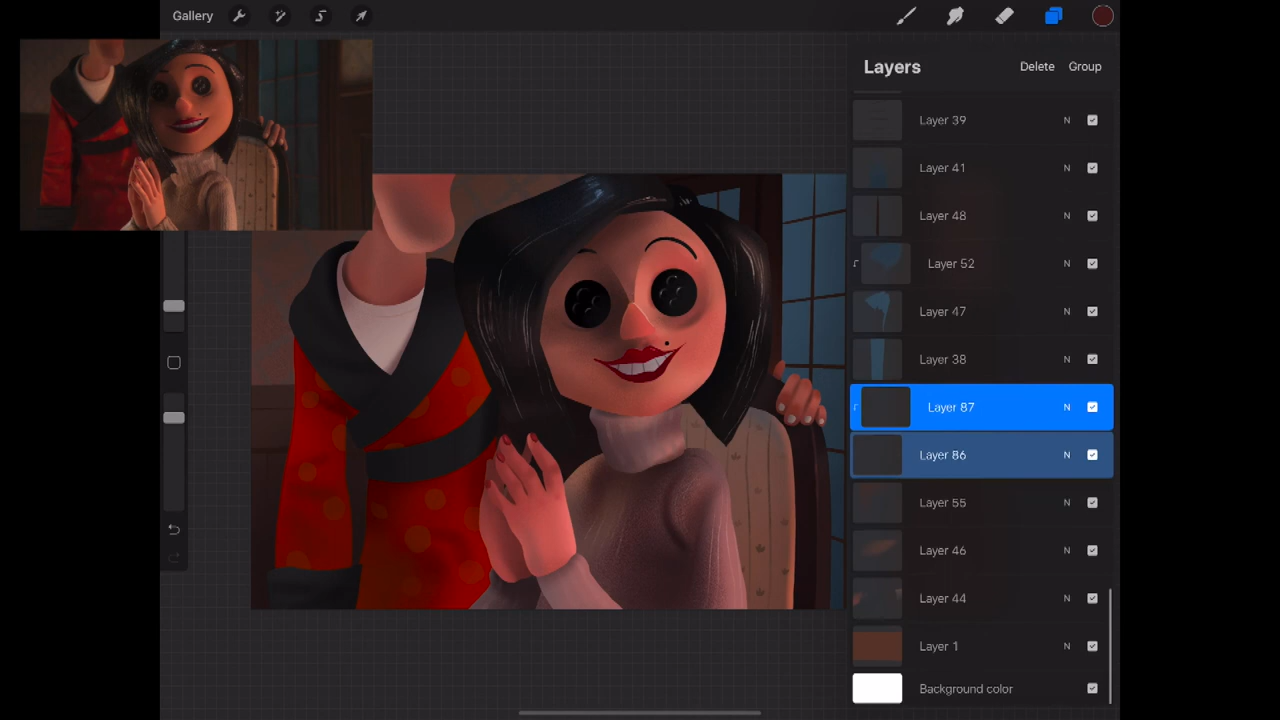 Gallery
Layers
Delete
Group
Layer 39
N
Layer 41
N
Layer 48
N
Layer 52
N
Layer 47
N
Layer 38
N
Layer 87
N
Layer 86
N
Layer 55
N
Layer 46
N
Layer 44
N
Layer 1
N
Background color